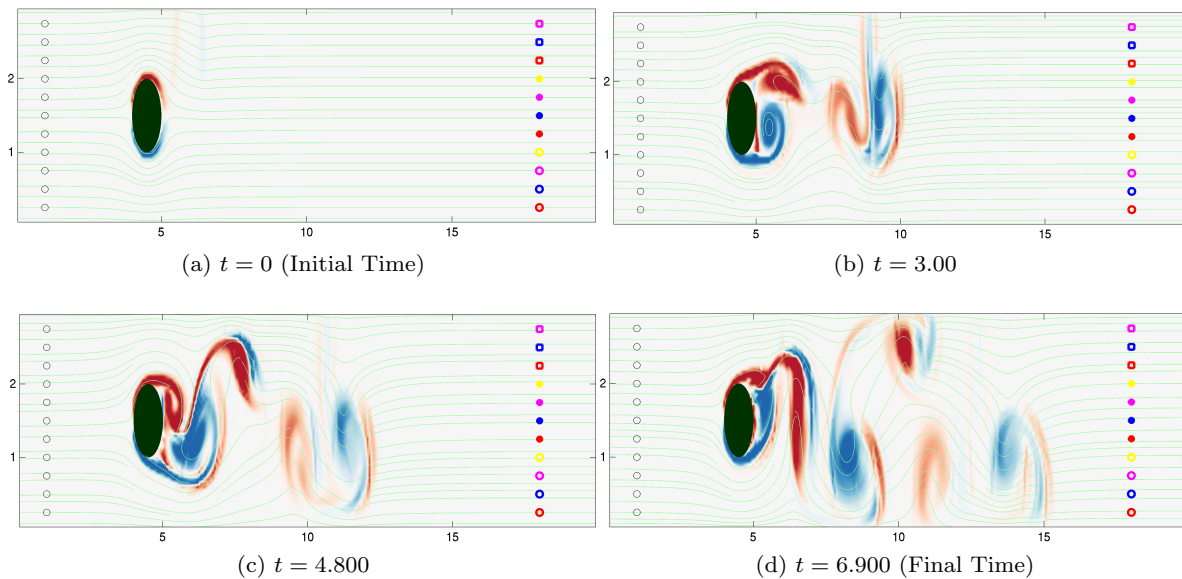 2
1
5 10 15
(a) t = 0 (Initial Time)
2
1
5 10 15
(b) t = 3.00
2
1
5 10 15
(c) t = 4.800
2
1
5 10 15
(d) t = 6.900 (Final Time)